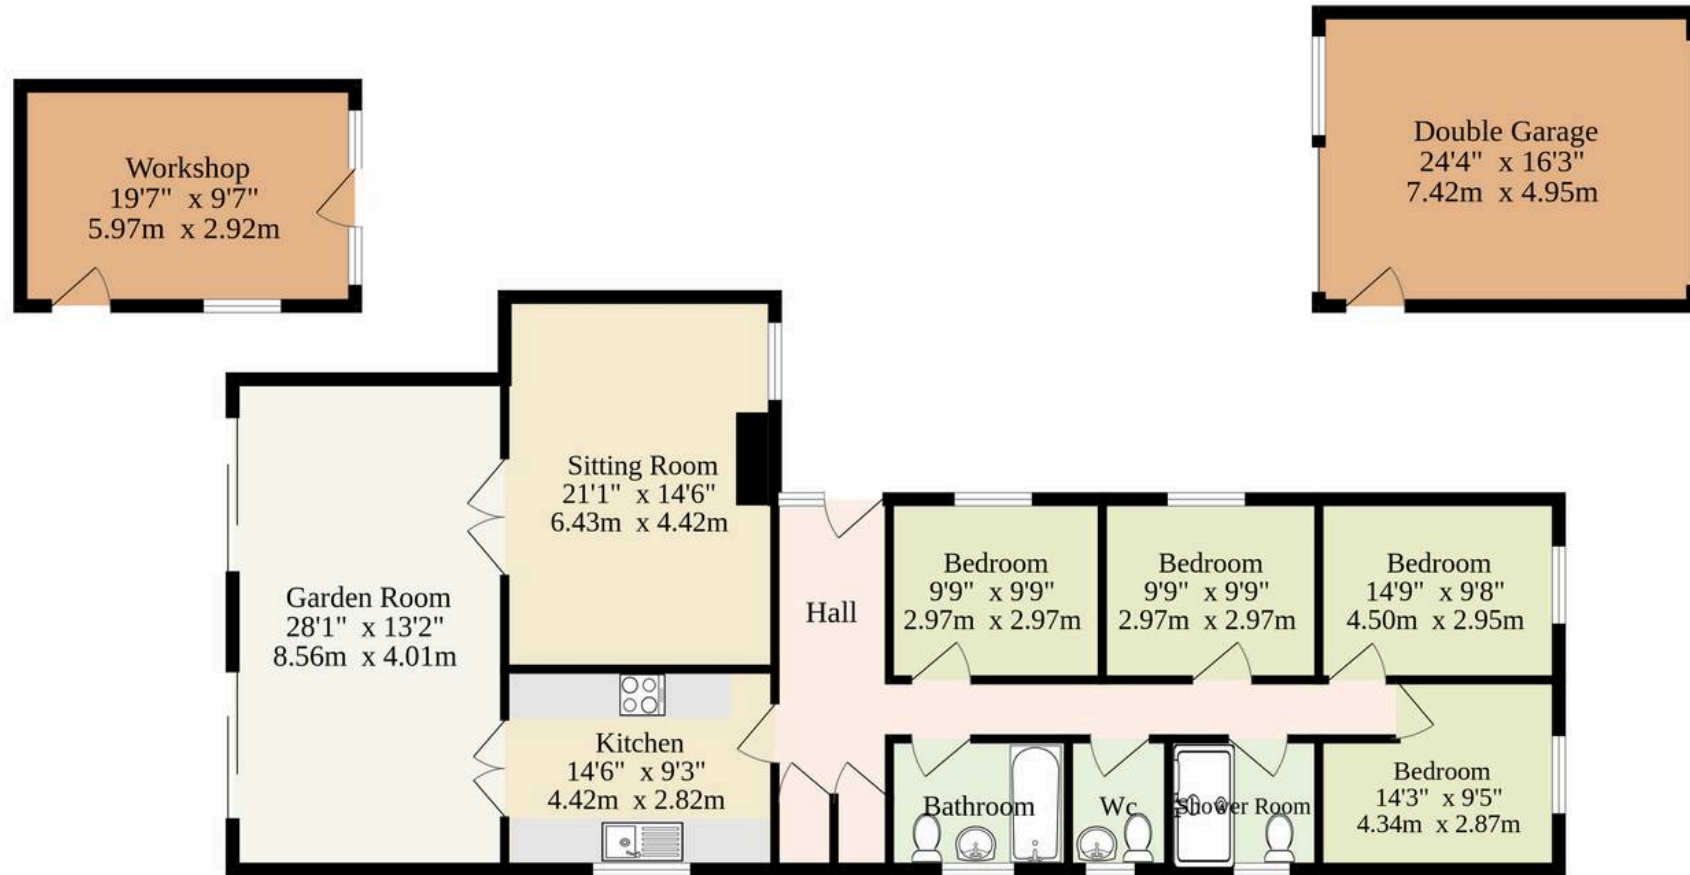 Double Garage
24'4" x 16'3"
7.42m x 4.95m
Workshop
19'7" x 9'7"
5.97m x 2.92m
Sitting Room
21'1" x 14'6"
6.43m x 4.42m
Garden Room
28'1" x 13'2"
8.56m x 4.01m
Hall
Bedroom
9'9" x 9'9"
2.97m x 2.97m
Bedroom
9'9" x 9'9"
2.97m x 2.97m
Bedroom
14'9" x 9'8"
4.50m x 2.95m
Kitchen
14'6" x 9'3"
4.42m x 2.82m
Bathroom
Wc
Shower Room
Bedroom
14'3" x 9'5"
4.34m x 2.87m